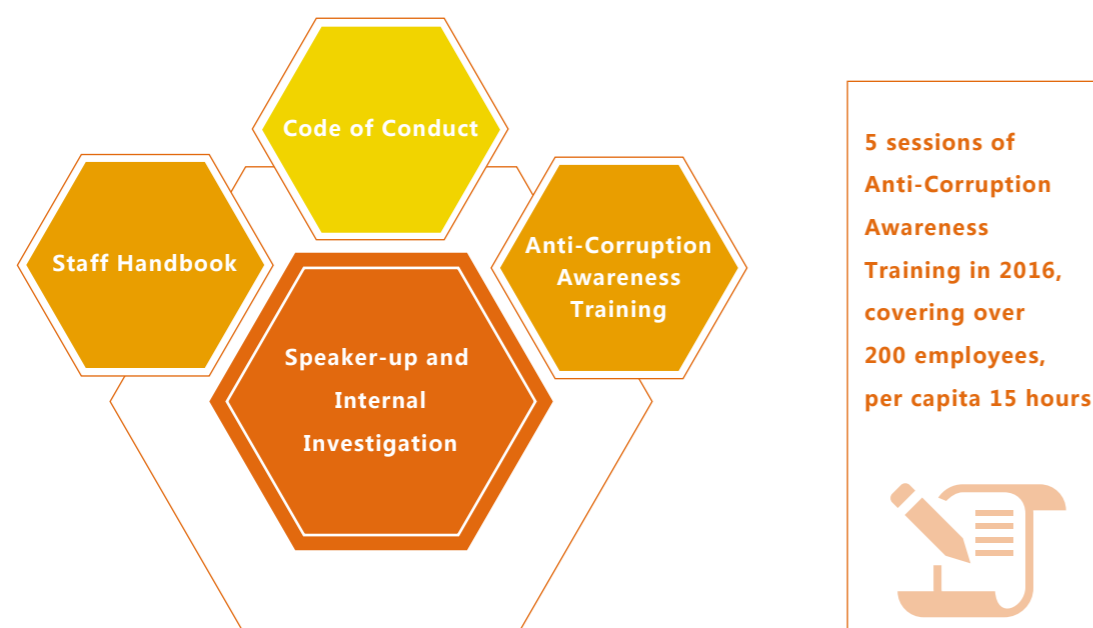 Code of Conduct
Staff Handbook
Anti-Corruption
Awareness
Training
Speaker-up and
Internal
Investigation
5 sessions of
Anti-Corruption
Awareness
Training in 2016,
covering over
200 employees,
per capita 15 hours